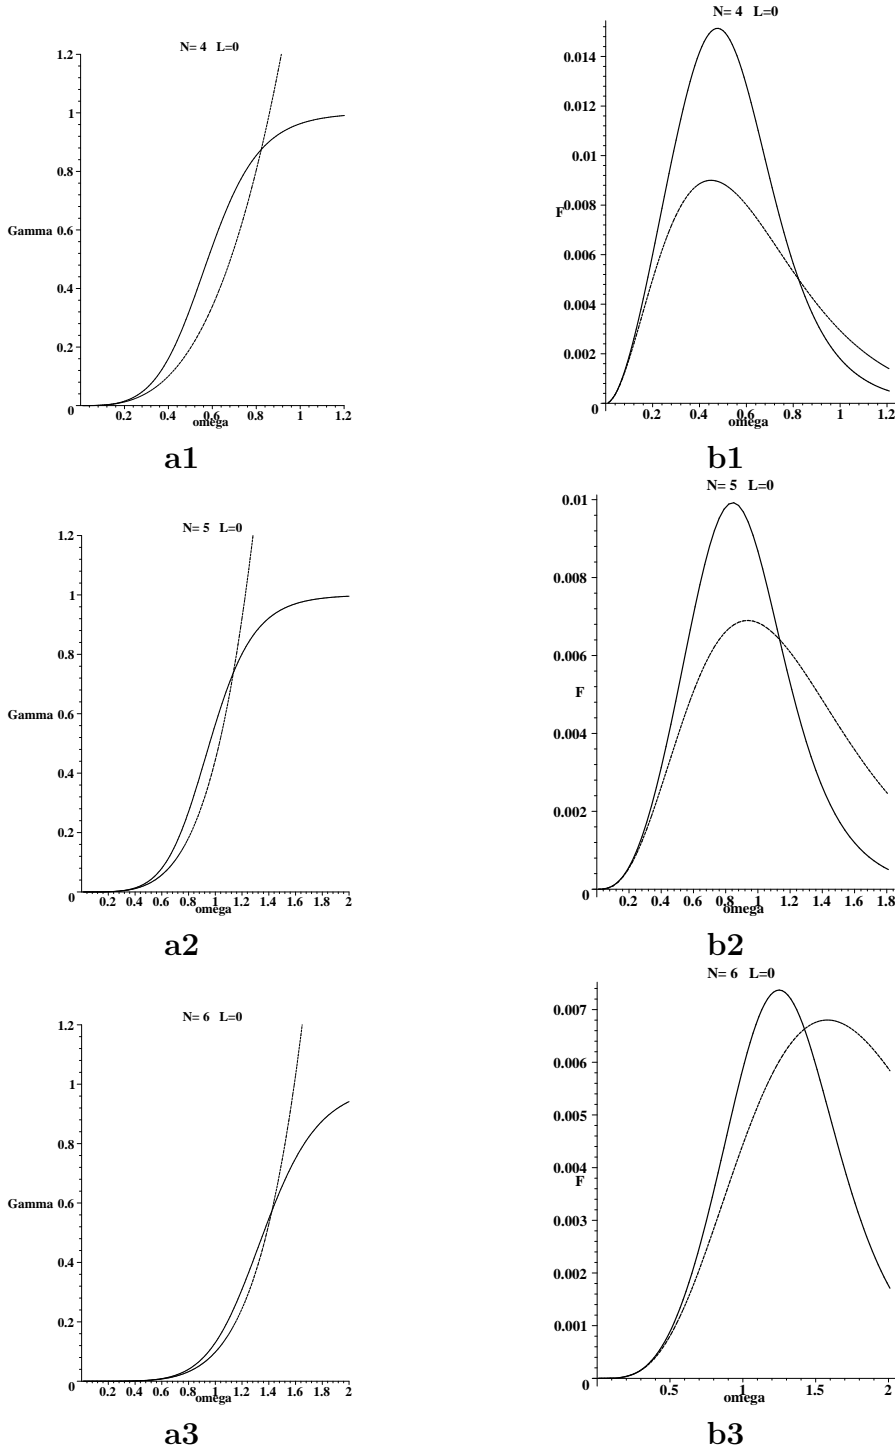 N= 4 L=0
1.2
1
0.8
Gamma 0.6
0.4
0.2
0
0.2 0.4 0.6 0.8 1 1.2
omega
a1
N= 4 L=0
0.014
0.012
0.01
F 0.008
0.006
0.004
0.002
0
0.2 0.4 0.6 0.8 1 1.2
omega
b1
N= 5 L=0
1.2
1
0.8
Gamma 0.6
0.4
0.2
0
0.2 0.4 0.6 0.8 1 1.2 1.4 1.6 1.8 2
omega
a2
N= 5 L=0
0.01
0.008
0.006
F
0.004
0.002
0
0.2 0.4 0.6 0.8 1 1.2 1.4 1.6 1.8
omega
b2
N= 6 L=0
1.2
1
0.8
Gamma 0.6
0.4
0.2
0
0.2 0.4 0.6 0.8 1 1.2 1.4 1.6 1.8 2
omega
a3
N= 6 L=0
0.007
0.006
0.005
0.004
F
0.003
0.002
0.001
0
0.5 1 1.5 2
omega
b3